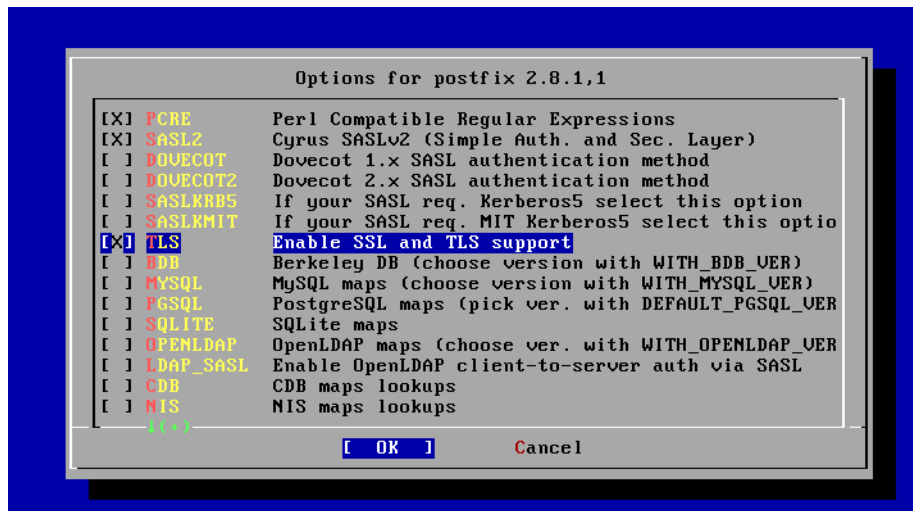 Options for postfix 2.8.1,1
[X] PCRE Perl Compatible Regular Expressions
[X] SASL2 Cyrus SASLv2 (Simple Auth. and Sec. Layer)
[ ] DOVECOT Dovecot 1.x SASL authentication method
[ ] DOVECOT2 Dovecot 2.x SASL authentication method
[ ] SASLKRB5 If your SASL req. Kerberos5 select this option
[ ] SASLKMIT If your SASL req. MIT Kerberos5 select this optio
[X] TLS Enable SSL and TLS support
[ ] BDB Berkeley DB (choose version with WITH_BDB_VER)
[ ] MYSQL MySQL maps (choose version with WITH_MYSQL_VER)
[ ] PGSQL PostgreSQL maps (pick ver. with DEFAULT_PGSQL_VER
[ ] SQLITE SQLite maps
[ ] OPENLDAP OpenLDAP maps (choose ver. with WITH_OPENLDAP_VER
[ ] LDAP_SASL Enable OpenLDAP client-to-server auth via SASL
[ ] CDB CDB maps lookups
[ ] NIS NIS maps lookups
↓(+)
[ OK ] Cancel